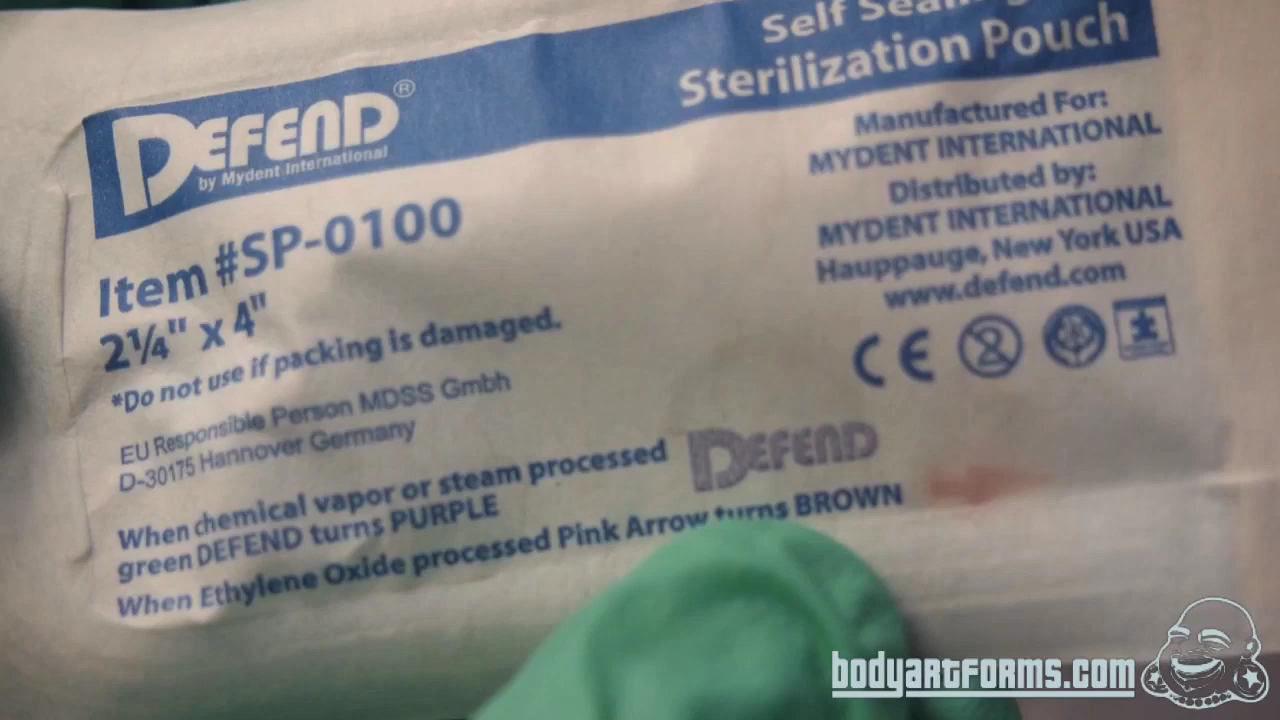 DEFEND®
by Mydent International
Self Sealing
Sterilization Pouch
Item #SP-0100
2¼" x 4"
*Do not use if packing is damaged.
EU Responsible Person MDSS Gmbh
D-30175 Hannover Germany
Manufactured For:
MYDENT INTERNATIONAL
Distributed by:
MYDENT INTERNATIONAL
Hauppauge, New York USA
www.defend.com
CE 2
When chemical vapor or steam processed
green DEFEND turns PURPLE
DEFEND
When Ethylene Oxide processed Pink Arrow turns BROWN
bodyartforms.com